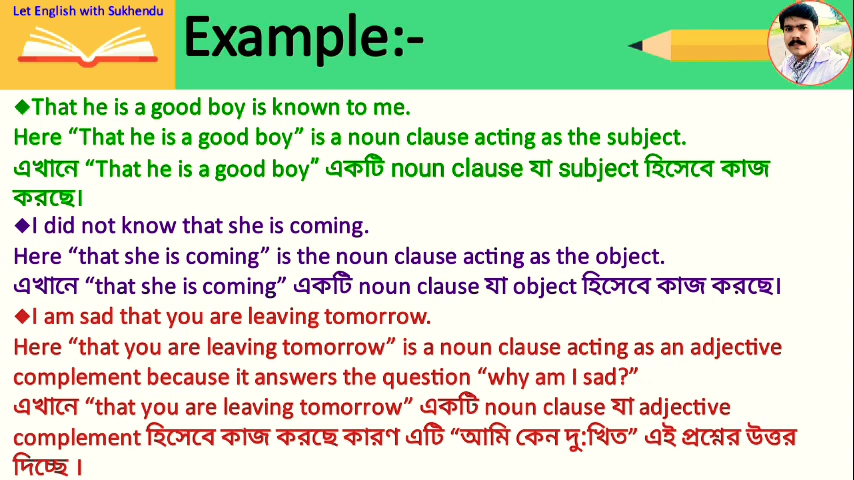 Let English with Sukhendu
Example:-
◆That he is a good boy is known to me.
Here “That he is a good boy” is a noun clause acting as the subject.
এখানে “That he is a good boy” একটি noun clause যা subject হিসেবে কাজ
করছে।
◆I did not know that she is coming.
Here “that she is coming” is the noun clause acting as the object.
এখানে “that she is coming” একটি noun clause যা object হিসেবে কাজ করছে।
◆I am sad that you are leaving tomorrow.
Here “that you are leaving tomorrow” is a noun clause acting as an adjective
complement because it answers the question “why am I sad?”
এখানে “that you are leaving tomorrow” একটি noun clause যা adjective
complement হিসেবে কাজ করছে কারণ এটি “আমি কেন দু:খিত” এই প্রশ্নের উত্তর
দিচ্ছে ।